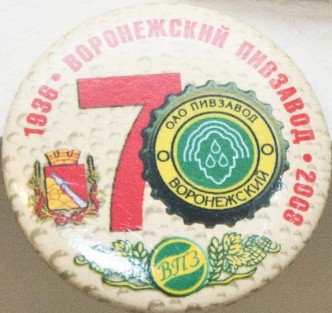 1936 • ВОРОНЕЖСКИЙ ПИВЗАВОД • 2006
7
ОАО ПИВЗАВОД
ВОРОНЕЖСКИЙ
ВПЗ